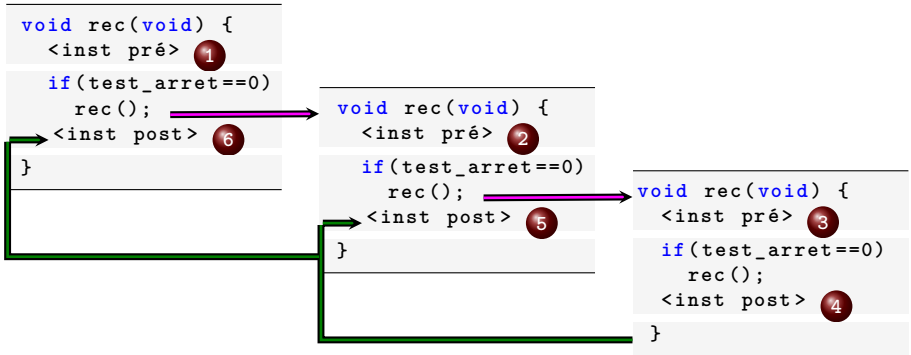 void rec(void) {
<inst pré> 1
if(test_arret==0)
rec();
<inst post> 6
}
void rec(void) {
<inst pré> 2
if(test_arret==0)
rec();
<inst post> 5
}
void rec(void) {
<inst pré> 3
if(test_arret==0)
rec();
<inst post> 4
}